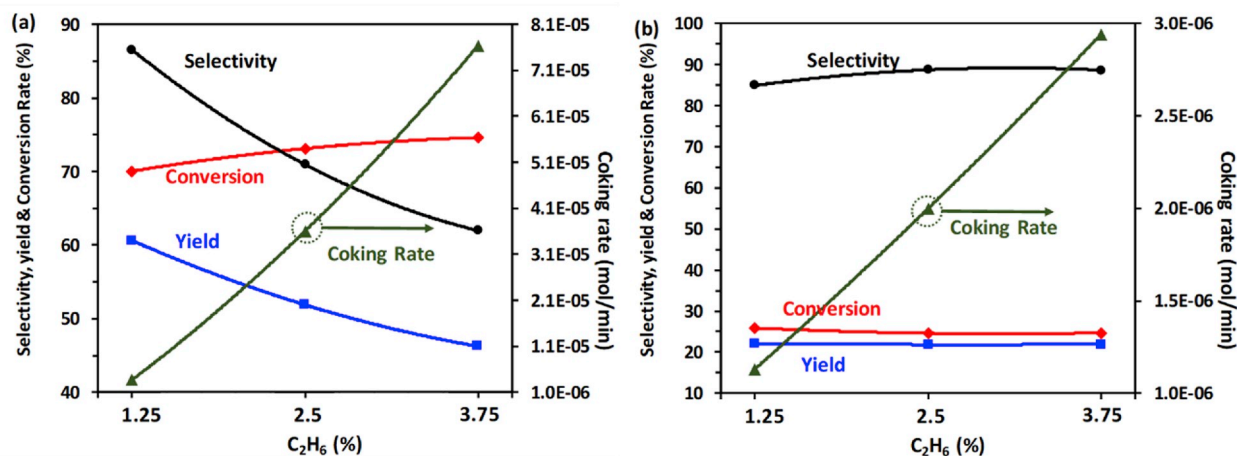 (a)
Selectivity, yield & Conversion Rate (%)
90
80
70
60
50
40
Selectivity
Conversion
Yield
Coking Rate
8.1E-05
7.1E-05
6.1E-05
5.1E-05
4.1E-05
3.1E-05
2.1E-05
1.1E-05
1.0E-06
Coking rate (mol/min)
1.25
2.5
3.75
C₂H₆ (%)
(b)
Selectivity, yield & Conversion Rate (%)
100
90
80
70
60
50
40
30
20
10
Selectivity
Coking Rate
Conversion
Yield
3.0E-06
2.5E-06
2.0E-06
1.5E-06
1.0E-06
Coking rate (mol/min)
1.25
2.5
3.75
C₂H₆ (%)